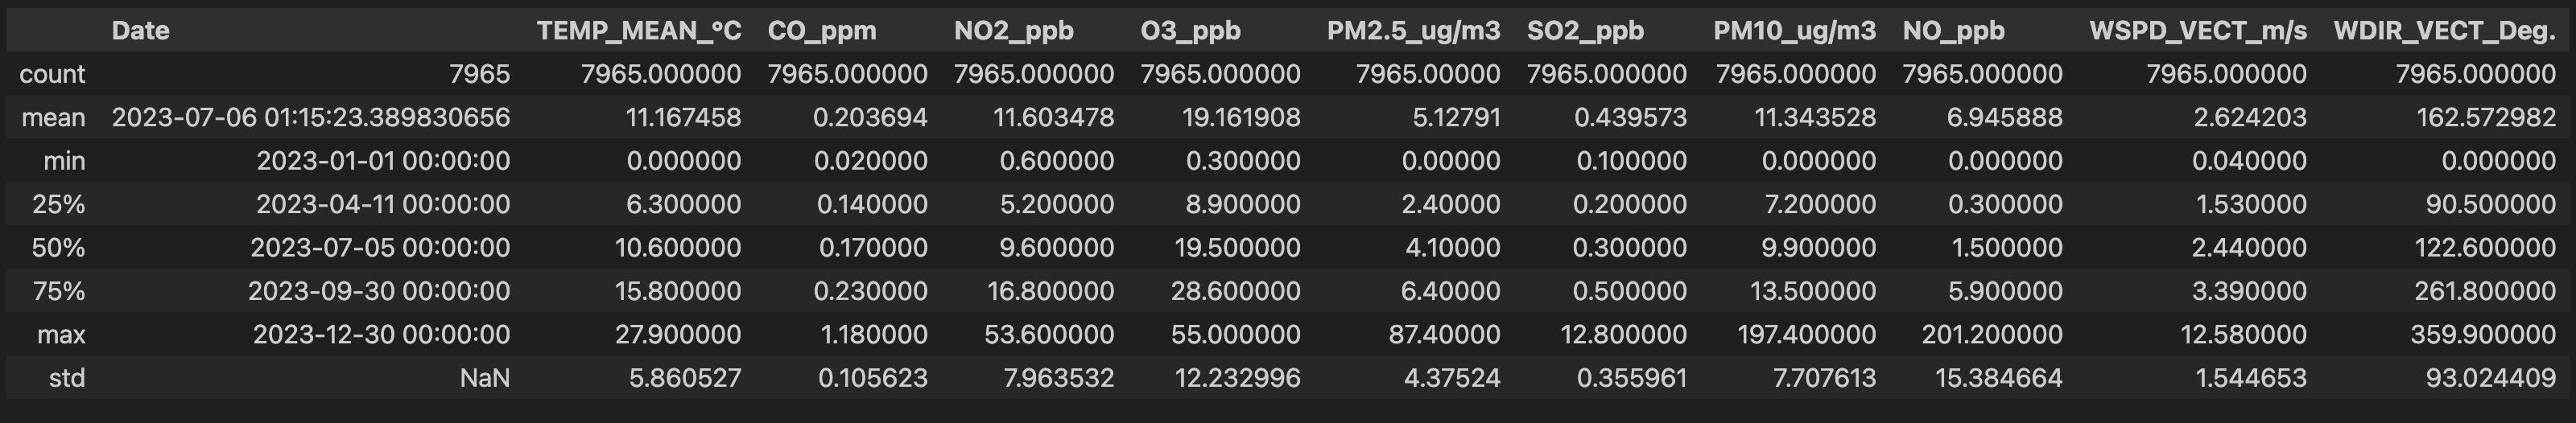 Date TEMP_MEAN_°C CO_ppm NO2_ppb O3_ppb PM2.5_ug/m3 SO2_ppb PM10_ug/m3 NO_ppb WSPD_VECT_m/s WDIR_VECT_Deg.
count 7965 7965.000000 7965.000000 7965.000000 7965.000000 7965.00000 7965.000000 7965.000000 7965.000000 7965.000000 7965.000000
mean 2023-07-06 01:15:23.389830656 11.167458 0.203694 11.603478 19.161908 5.12791 0.439573 11.343528 6.945888 2.624203 162.572982
min 2023-01-01 00:00:00 0.000000 0.020000 0.600000 0.300000 0.00000 0.100000 0.000000 0.000000 0.040000 0.000000
25% 2023-04-11 00:00:00 6.300000 0.140000 5.200000 8.900000 2.40000 0.200000 7.200000 0.300000 1.530000 90.500000
50% 2023-07-05 00:00:00 10.600000 0.170000 9.600000 19.500000 4.10000 0.300000 9.900000 1.500000 2.440000 122.600000
75% 2023-09-30 00:00:00 15.800000 0.230000 16.800000 28.600000 6.40000 0.500000 13.500000 5.900000 3.390000 261.800000
max 2023-12-30 00:00:00 27.900000 1.180000 53.600000 55.000000 87.40000 12.800000 197.400000 201.200000 12.580000 359.900000
std NaN 5.860527 0.105623 7.963532 12.232996 4.37524 0.355961 7.707613 15.384664 1.544653 93.024409